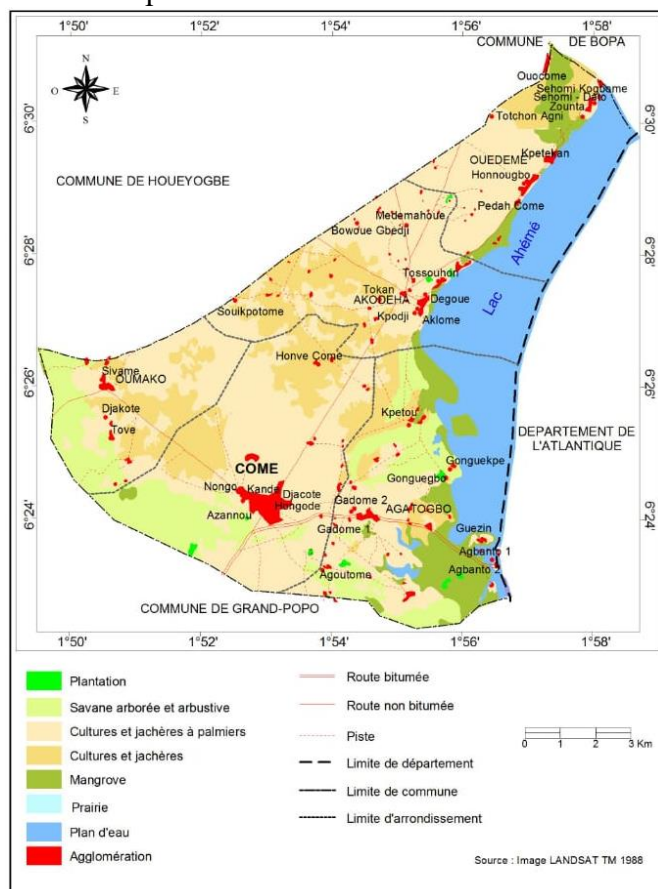 1°50' 1°52' 1°54' 1°56' 1°58'
COMMUNE DE BOPA
N
O E
S
Ouocome
Sehomi Kogbame
Sehomi - Dato
Zounta
6°30' 6°30'
Totchon Agni
OUEDEME
Kpetekan
Honnougbo
COMMUNE DE HOUEYOGBE
Pedah Come
Medemahoue
Bowoue Gbedji
6°28' 6°28'
Lac Ahémé
Tossouhon
Tokan
AKODEHA
Degoue
Souikpotome
Kpodji
Aklome
Honve Come
6°26' 6°26'
Sivame
OUMAKO
Djakote
Tove
Kpetou
DEPARTEMENT DE
L'ATLANTIQUE
COME
Gonguekpe
Gonguegbo
Nongo
Kande
Djacote
Hongode
Gadome 2
6°24' 6°24'
Azannou
AGATOGBO
Gadome 1
Guezin
Agbanto 1
Agbanto 2
Agoutome
COMMUNE DE GRAND-POPO
1°50' 1°52' 1°54' 1°56' 1°58'
Plantation
Savane arborée et arbustive
Cultures et jachères à palmiers
Cultures et jachères
Mangrove
Prairie
Plan d'eau
Agglomération
Route bitumée
Route non bitumée
Piste
Limite de département
Limite de commune
Limite d'arrondissement
0 1 2 3 Km
Source : Image LANDSAT TM 1988